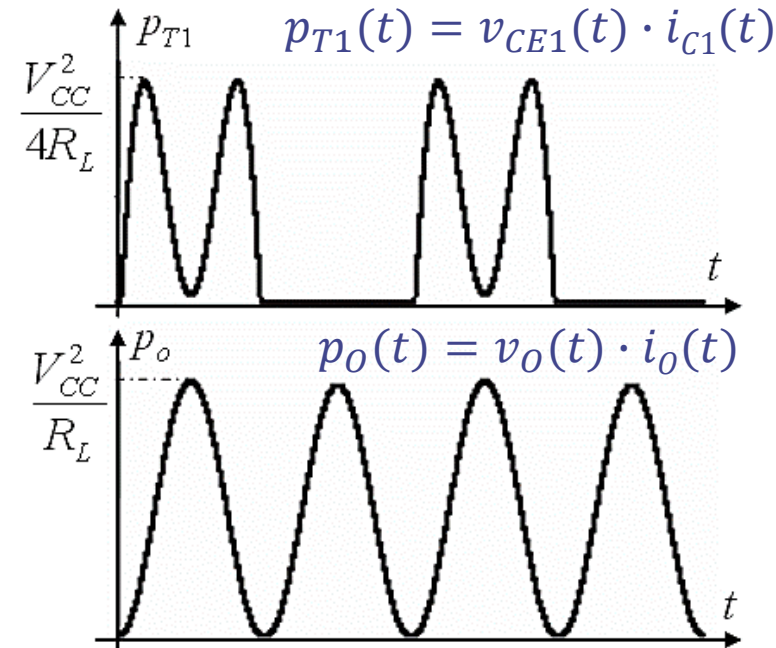 p_{T1}
p_{T1}(t) = v_{CE1}(t) · i_{C1}(t)
V_{CC}^2 / 4R_L
t
p_o
p_O(t) = v_O(t) · i_O(t)
V_{CC}^2 / R_L
t